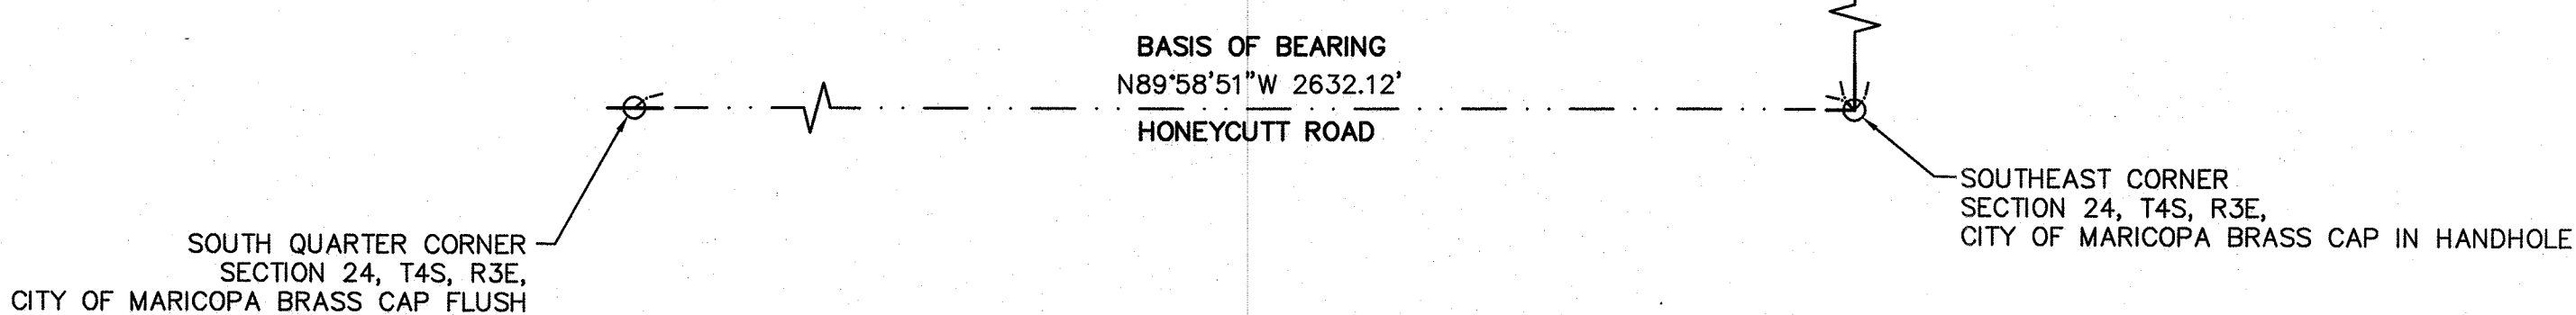 BASIS OF BEARING
N89°58'51"W 2632.12'
HONEYCUTT ROAD
SOUTHEAST CORNER
SECTION 24, T4S, R3E,
CITY OF MARICOPA BRASS CAP IN HANDHOLE
SOUTH QUARTER CORNER
SECTION 24, T4S, R3E,
CITY OF MARICOPA BRASS CAP FLUSH